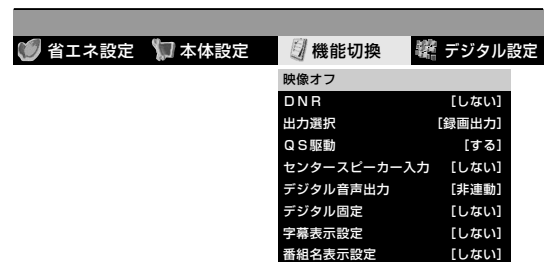 省エネ設定 本体設定 機能切換 デジタル設定
映像オフ
ＤＮＲ [しない]
出力選択 [録画出力]
ＱＳ駆動 [する]
センタースピーカー入力 [しない]
デジタル音声出力 [非連動]
デジタル固定 [しない]
字幕表示設定 [しない]
番組名表示設定 [しない]